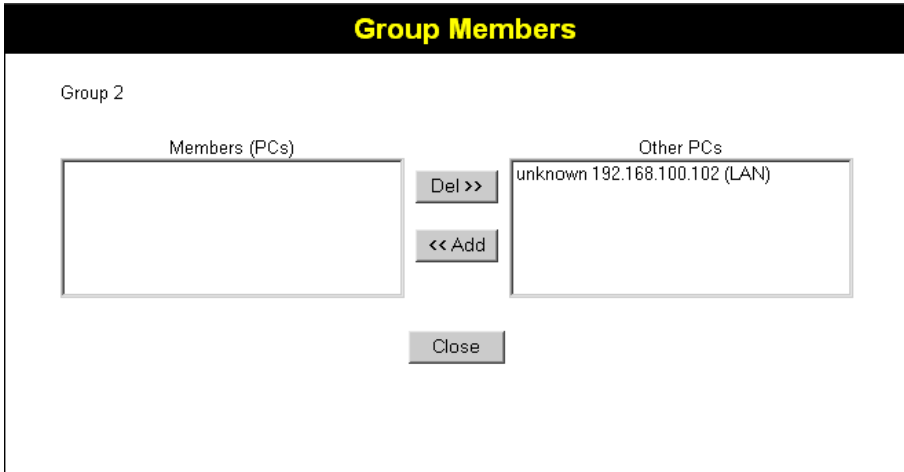 Group Members
Group 2
Members (PCs)
Other PCs
unknown 192.168.100.102 (LAN)
Del >>
<< Add
Close